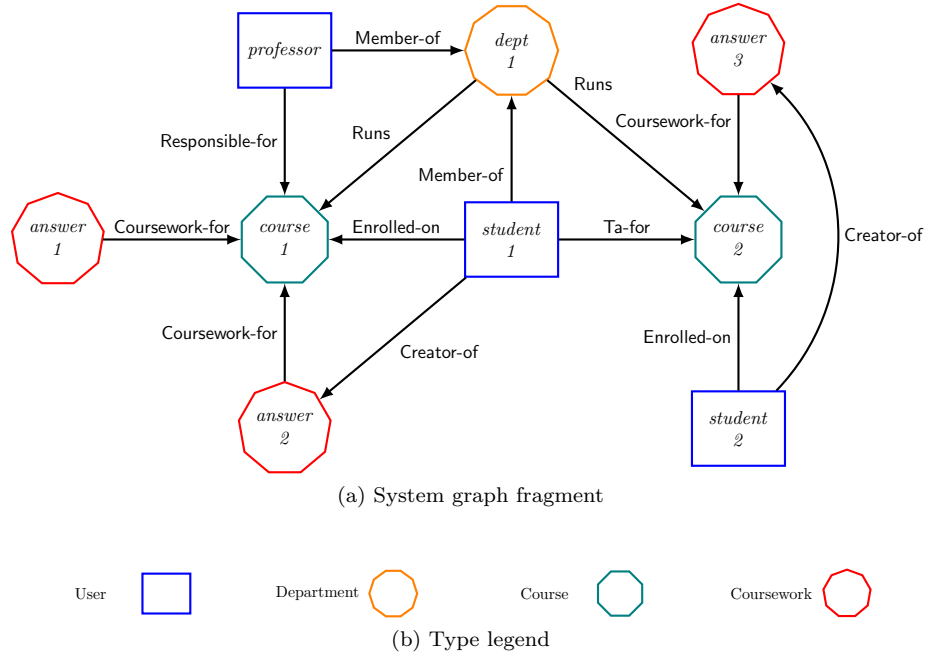 professor
Member-of
dept
1
answer
3
Runs
Coursework-for
Responsible-for
Runs
Member-of
answer
1
Coursework-for
course
1
Enrolled-on
student
1
Ta-for
course
2
Creator-of
Coursework-for
Creator-of
Enrolled-on
answer
2
student
2
(a) System graph fragment
User
Department
Course
Coursework
(b) Type legend